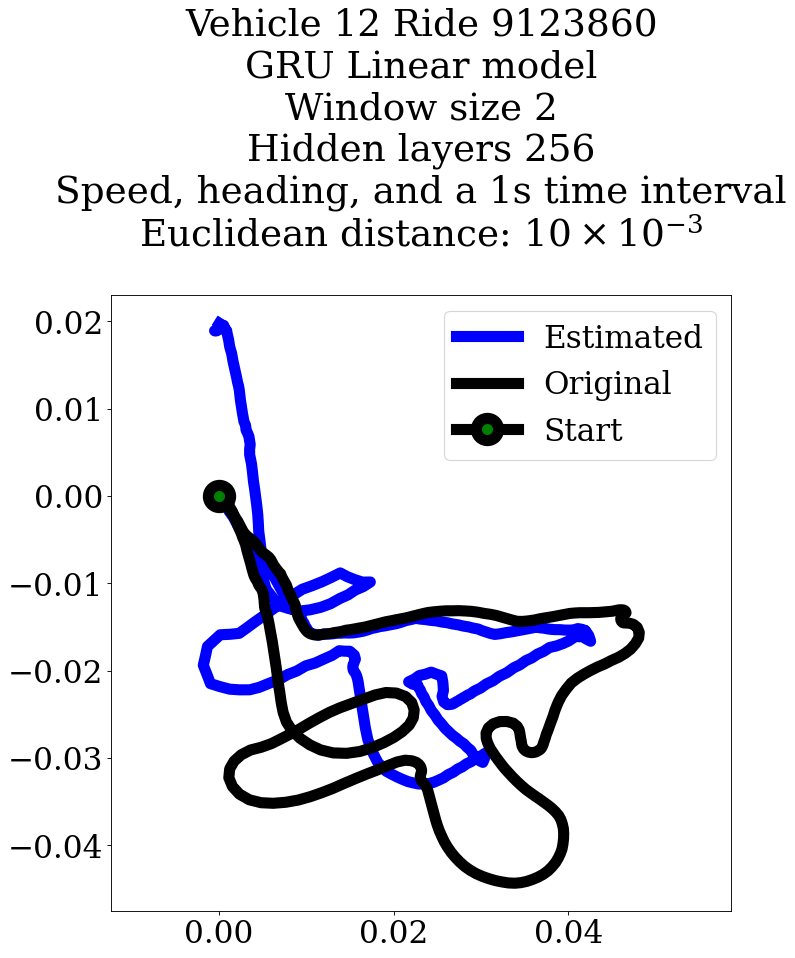 Vehicle 12 Ride 9123860
GRU Linear model
Window size 2
Hidden layers 256
Speed, heading, and a 1s time interval
Euclidean distance: 10 × 10⁻³
Estimated
Original
Start
0.02
0.01
0.00
−0.01
−0.02
−0.03
−0.04
0.00 0.02 0.04